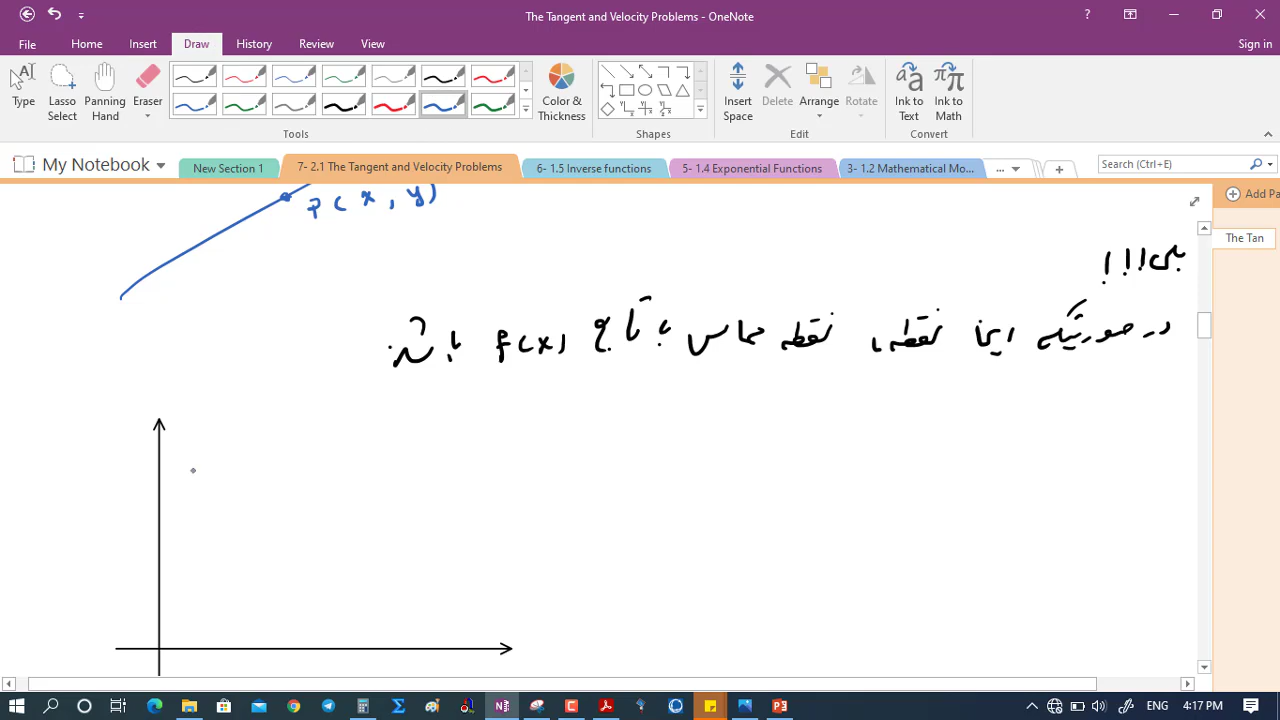 The Tangent and Velocity Problems - OneNote
File Home Insert Draw History Review View
Sign in
Type
Lasso Select
Panning Hand
Eraser
Color & Thickness
Insert Space
Delete
Arrange
Rotate
Ink to Text
Ink to Math
Tools
Shapes
Edit
Convert
My Notebook
New Section 1
7- 2.1 The Tangent and Velocity Problems
6- 1.5 Inverse functions
5- 1.4 Exponential Functions
3- 1.2 Mathematical Mo...
...
Search (Ctrl+E)
Add Pa
The Tan
P(x, y)
بلی!!!
در صورتیکه این نقطه، نقطه مماس با تابع f(x) باشد.
ENG 4:17 PM